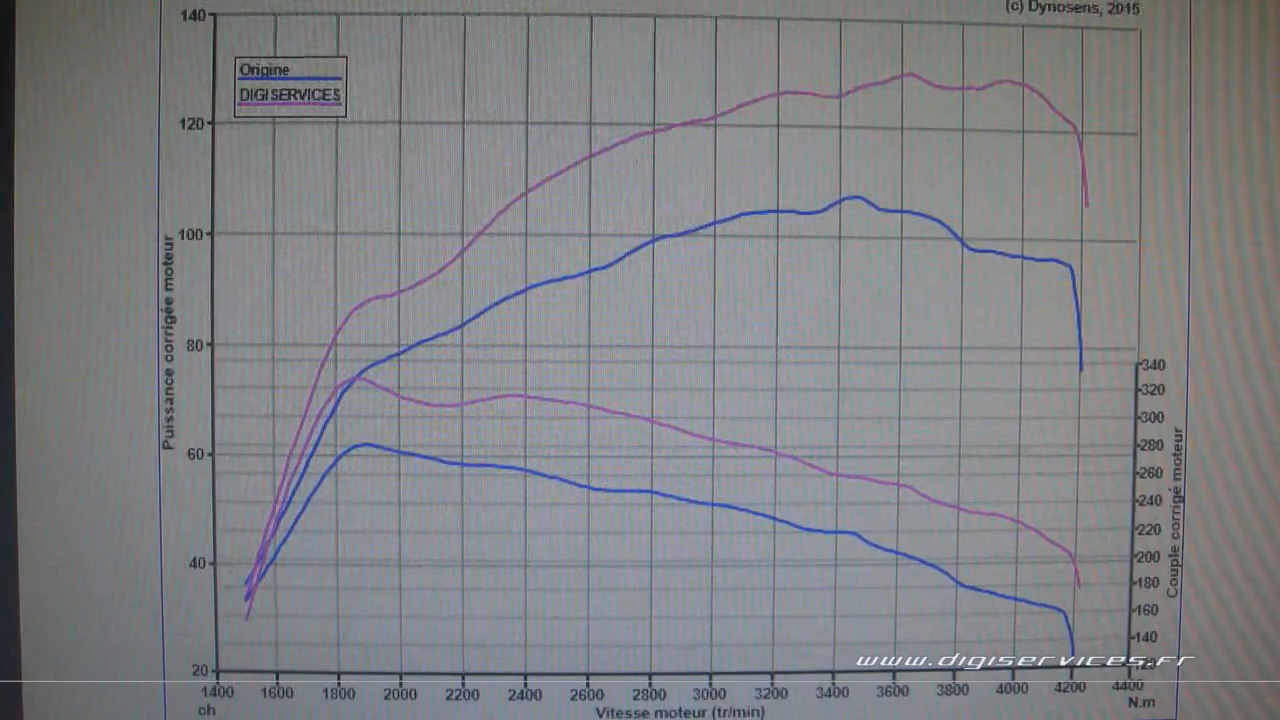 (c) Dynosens, 2015
140
120
100
80
60
40
20
Origine
DIGISERVICES
Puissance corrigée moteur
340
320
300
280
260
240
220
200
180
160
140
120
Couple corrigé moteur
www.digiservices.fr
1400 1600 1800 2000 2200 2400 2600 2800 3000 3200 3400 3600 3800 4000 4200 4400
ch
Vitesse moteur (tr/min)
N.m